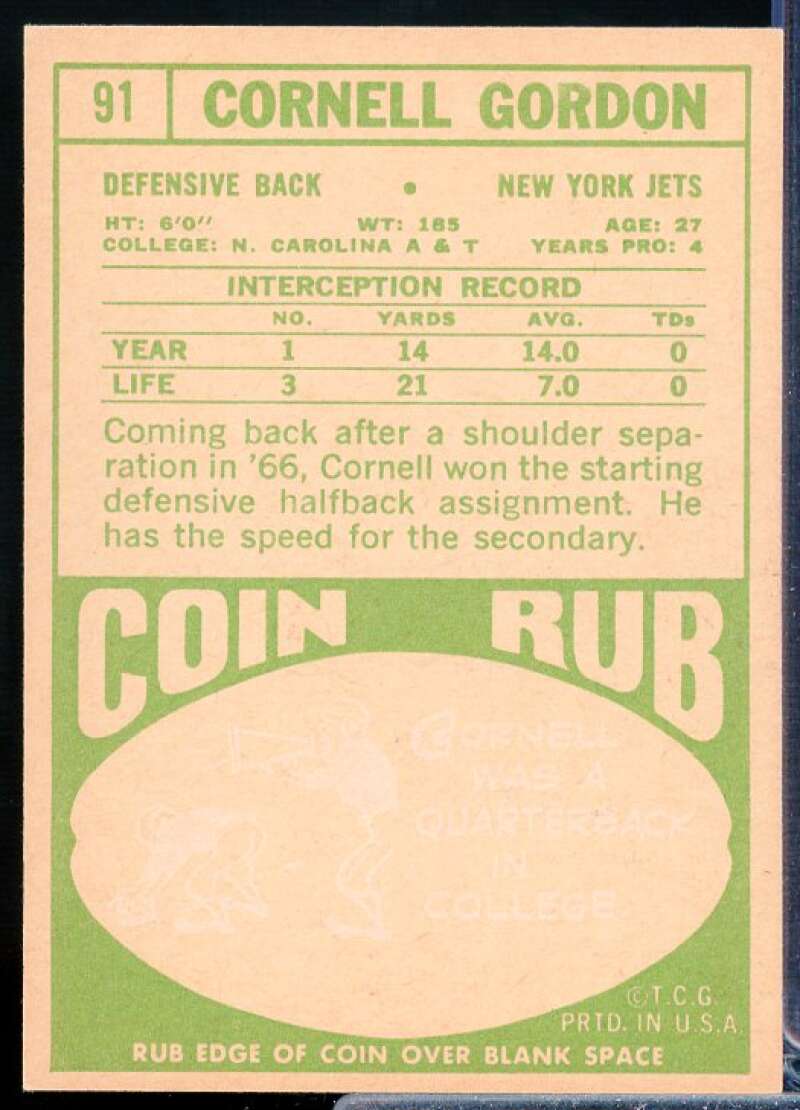 91 CORNELL GORDON
DEFENSIVE BACK • NEW YORK JETS
HT: 6'0" WT: 185 AGE: 27
COLLEGE: N. CAROLINA A & T YEARS PRO: 4
INTERCEPTION RECORD
NO. YARDS AVG. TDs
YEAR 1 14 14.0 0
LIFE 3 21 7.0 0
Coming back after a shoulder sepa-
ration in '66, Cornell won the starting
defensive halfback assignment. He
has the speed for the secondary.
COIN RUB
CORNELL
WAS A
QUARTERBACK
IN
COLLEGE
©T.C.G.
PRTD. IN U.S.A
RUB EDGE OF COIN OVER BLANK SPACE